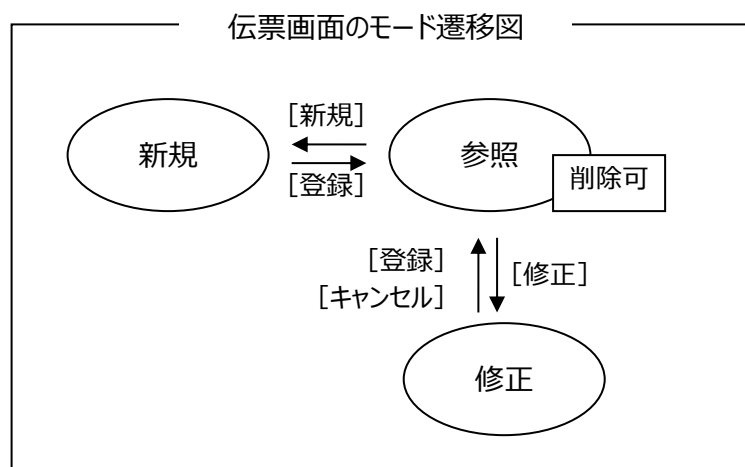 伝票画面のモード遷移図
[新規]
新規
参照
[登録]
削除可
[登録]
[修正]
[キャンセル]
修正